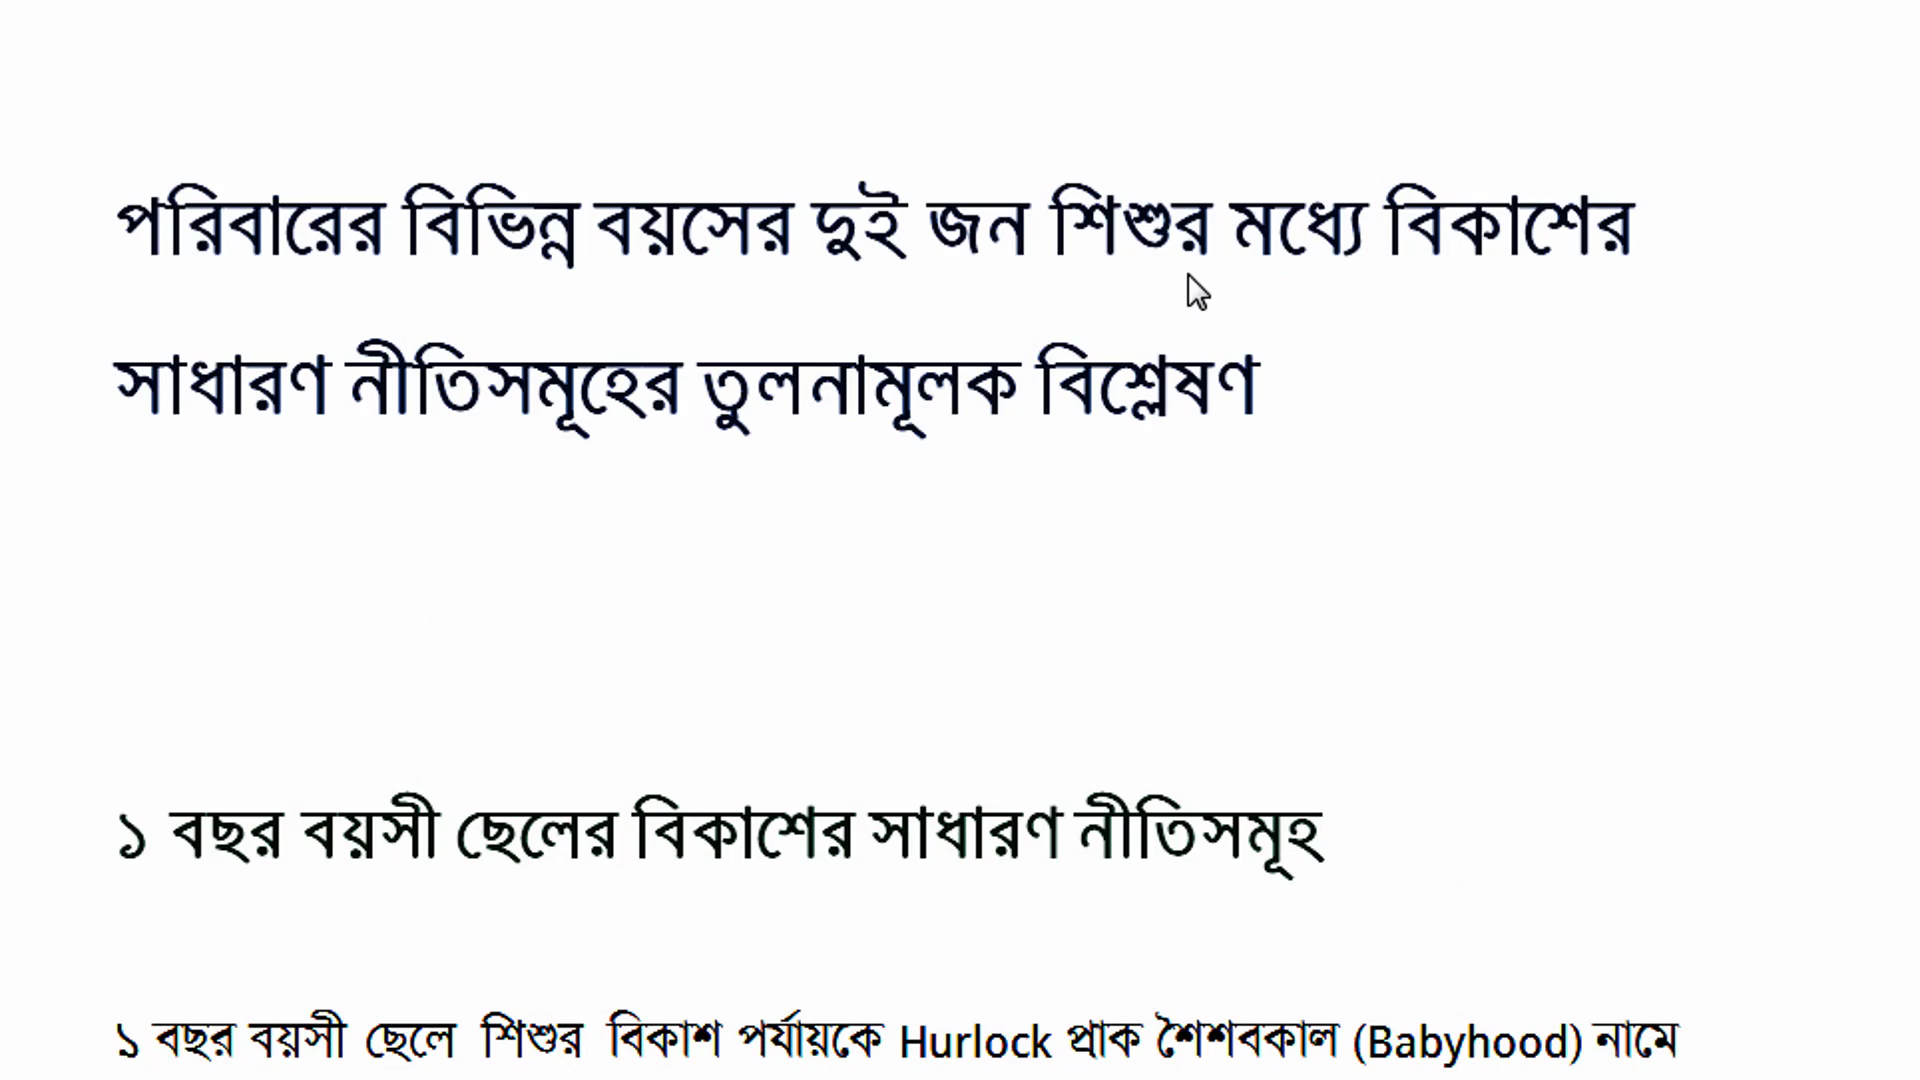 পরিবারের বিভিন্ন বয়সের দুই জন শিশুর মধ্যে বিকাশের
সাধারণ নীতিসমূহের তুলনামূলক বিশ্লেষণ
১ বছর বয়সী ছেলের বিকাশের সাধারণ নীতিসমূহ
১ বছর বয়সী ছেলে শিশুর বিকাশ পর্যায়কে Hurlock প্রাক শৈশবকাল (Babyhood) নামে